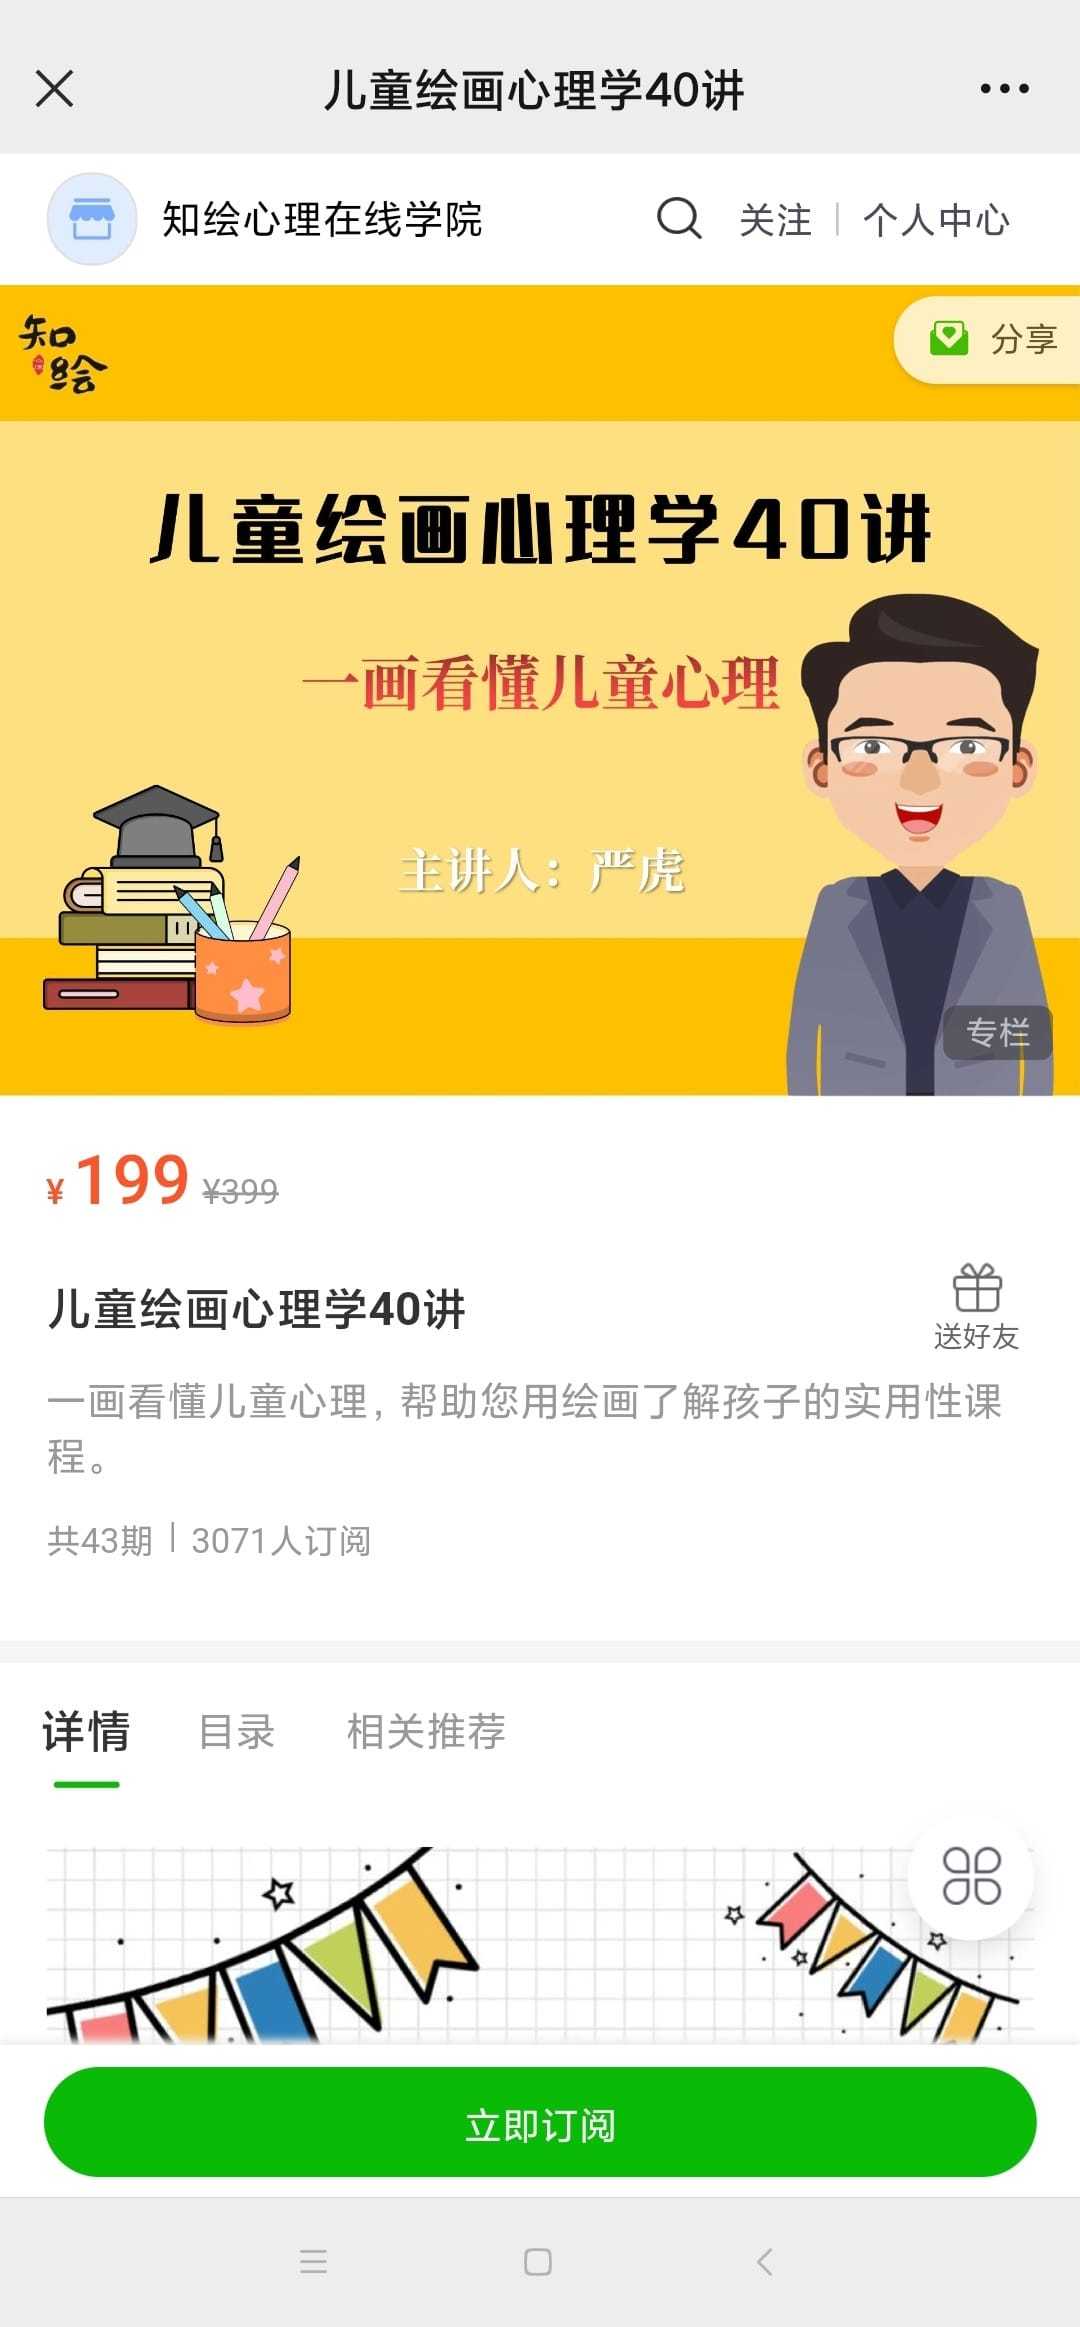 儿童绘画心理学40讲
知绘心理在线学院
关注
个人中心
知绘
分享
儿童绘画心理学40讲
一画看懂儿童心理
主讲人：严虎
专栏
¥199 ¥399
儿童绘画心理学40讲
送好友
一画看懂儿童心理，帮助您用绘画了解孩子的实用性课
程。
共43期 | 3071人订阅
详情 目录 相关推荐
立即订阅